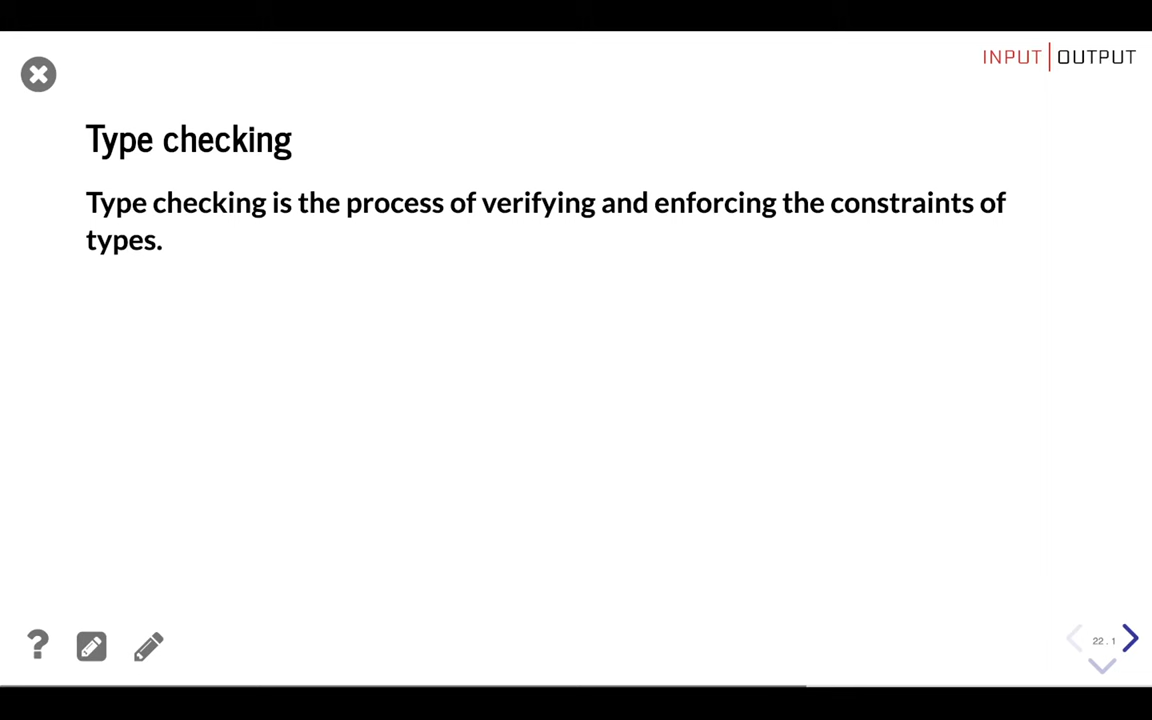 INPUT|OUTPUT
Type checking
Type checking is the process of verifying and enforcing the constraints of
types.
?
22.1